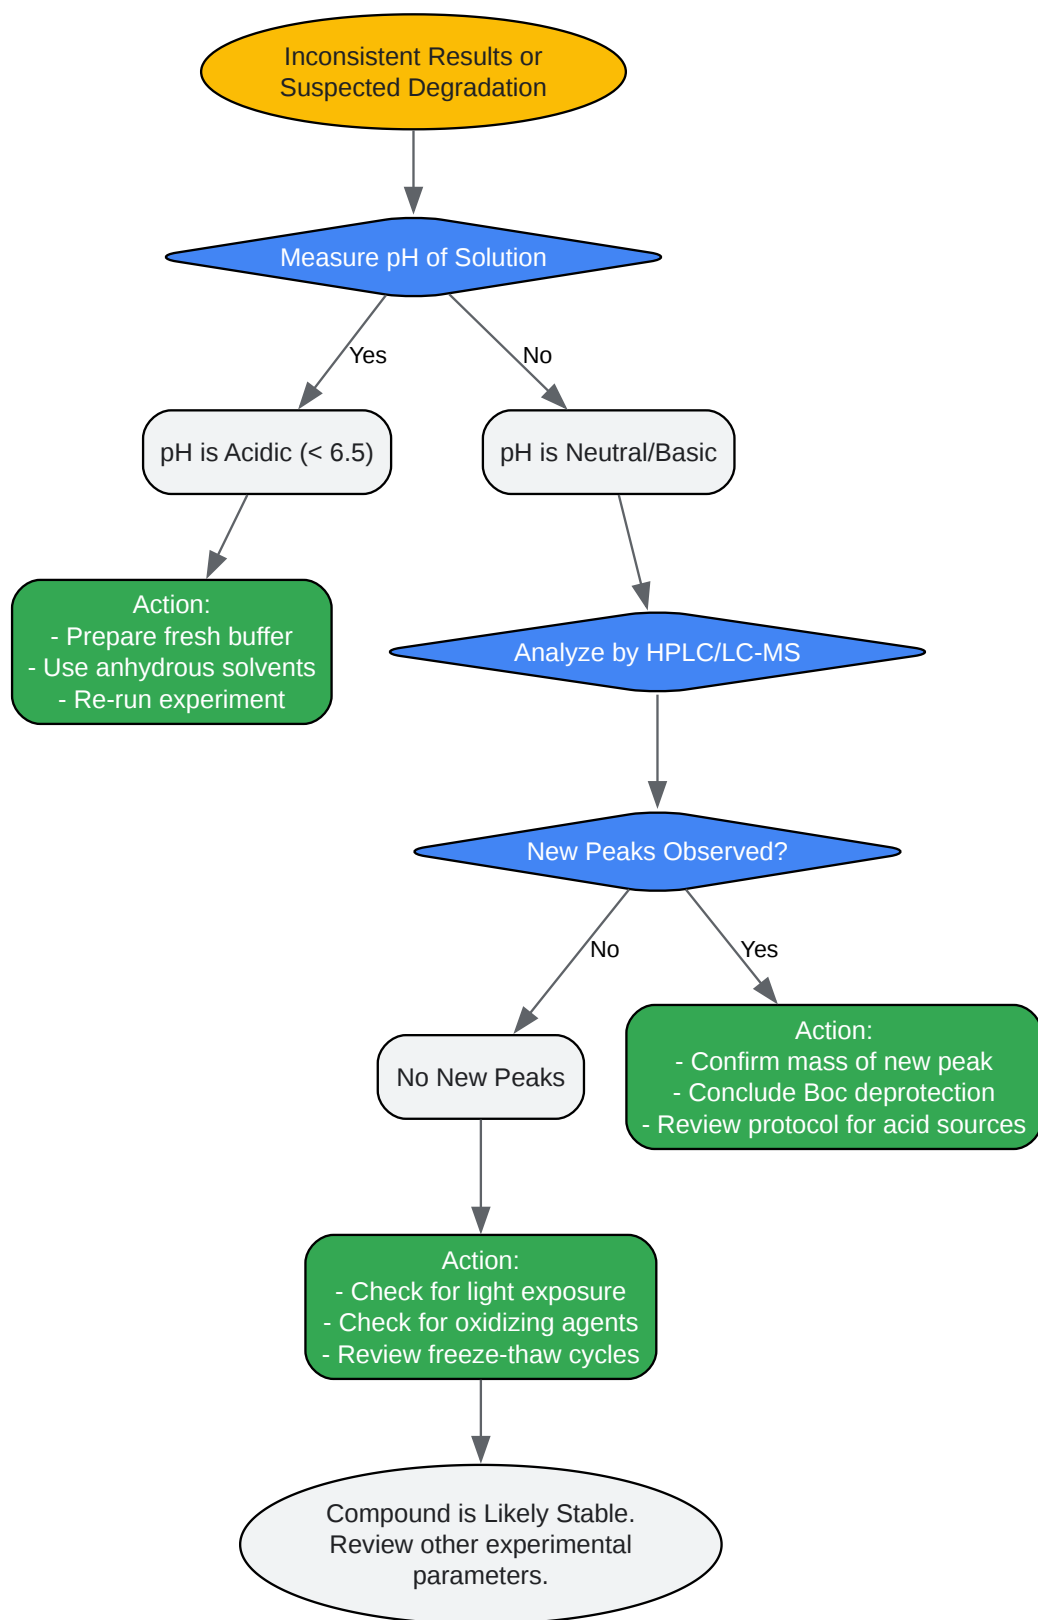 Inconsistent Results or
Suspected Degradation
Measure pH of Solution
Yes
No
pH is Acidic (< 6.5)
pH is Neutral/Basic
Action:
- Prepare fresh buffer
- Use anhydrous solvents
- Re-run experiment
Analyze by HPLC/LC-MS
New Peaks Observed?
No
Yes
No New Peaks
Action:
- Confirm mass of new peak
- Conclude Boc deprotection
- Review protocol for acid sources
Action:
- Check for light exposure
- Check for oxidizing agents
- Review freeze-thaw cycles
Compound is Likely Stable.
Review other experimental
parameters.